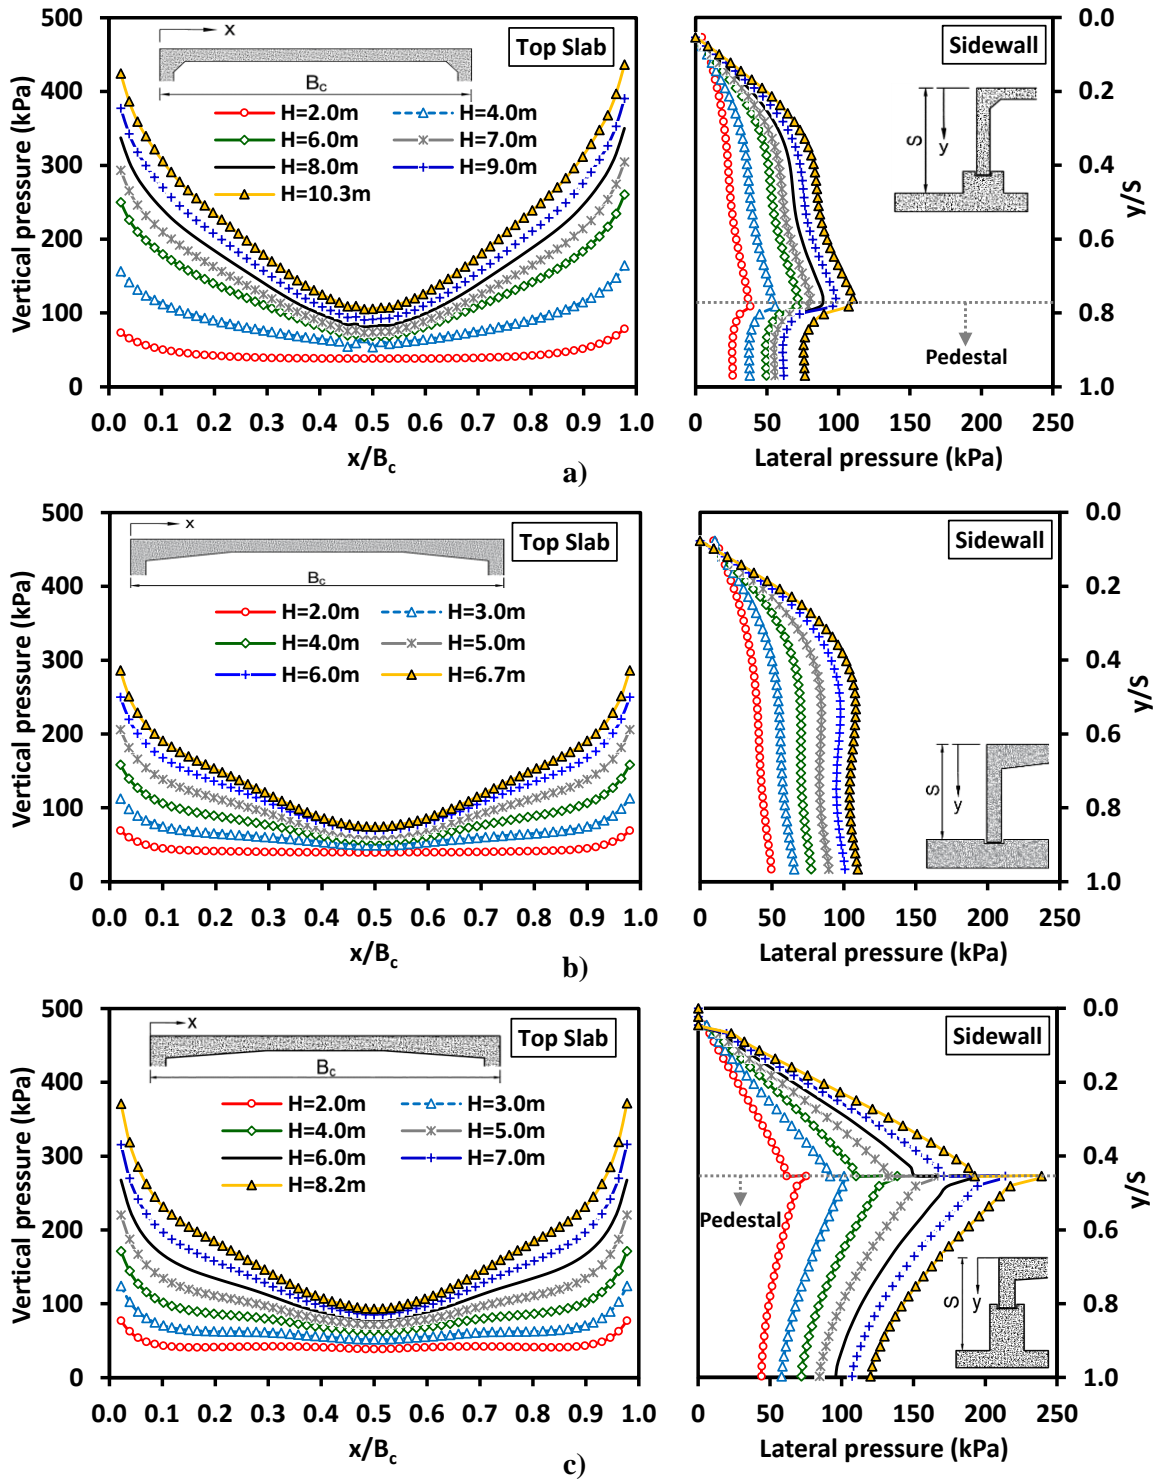 500
400
300
200
100
0
Vertical pressure (kPa)
x
Top Slab
Bc
H=2.0m
H=4.0m
H=6.0m
H=7.0m
H=8.0m
H=9.0m
H=10.3m
0.0 0.1 0.2 0.3 0.4 0.5 0.6 0.7 0.8 0.9 1.0
x/Bc
Sidewall
S
y
Pedestal
0.0
0.2
0.4
0.6
0.8
1.0
y/S
0 50 100 150 200 250
Lateral pressure (kPa)
a)
500
400
300
200
100
0
Vertical pressure (kPa)
x
Top Slab
Bc
H=2.0m
H=3.0m
H=4.0m
H=5.0m
H=6.0m
H=6.7m
0.0 0.1 0.2 0.3 0.4 0.5 0.6 0.7 0.8 0.9 1.0
x/Bc
Sidewall
S
y
0.0
0.2
0.4
0.6
0.8
1.0
y/S
0 50 100 150 200 250
Lateral pressure (kPa)
b)
500
400
300
200
100
0
Vertical pressure (kPa)
x
Top Slab
Bc
H=2.0m
H=3.0m
H=4.0m
H=5.0m
H=6.0m
H=7.0m
H=8.2m
0.0 0.1 0.2 0.3 0.4 0.5 0.6 0.7 0.8 0.9 1.0
x/Bc
Sidewall
Pedestal
S
y
0.0
0.2
0.4
0.6
0.8
1.0
y/S
0 50 100 150 200 250
Lateral pressure (kPa)
c)